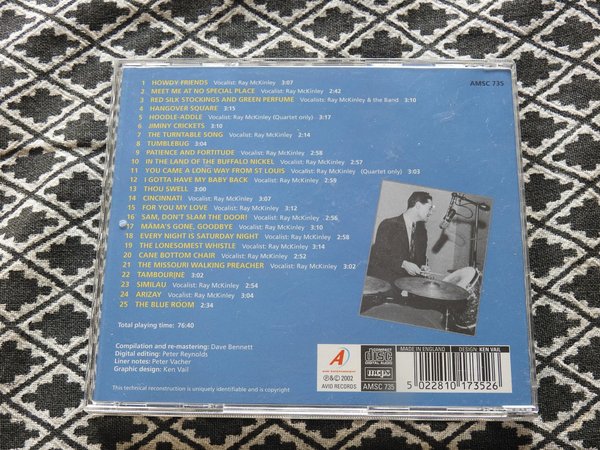 AMSC 735
1 HOWDY FRIENDS Vocalist: Ray McKinley 3:07
2 MEET ME AT NO SPECIAL PLACE Vocalist: Ray McKinley 2:42
3 RED SILK STOCKINGS AND GREEN PERFUME Vocalists: Ray McKinley & the Band 3:10
4 HANGOVER SQUARE 3:15
5 HOODLE-ADDLE Vocalist: Ray McKinley (Quartet only) 3:17
6 JIMINY CRICKETS 3:10
7 THE TURNTABLE SONG Vocalist: Ray McKinley 2:14
8 TUMBLEBUG 3:04
9 PATIENCE AND FORTITUDE Vocalist: Ray McKinley 2:58
10 IN THE LAND OF THE BUFFALO NICKEL Vocalist: Ray McKinley 2:57
11 YOU CAME A LONG WAY FROM ST LOUIS Vocalist: Ray McKinley (Quartet only) 3:03
12 I GOTTA HAVE MY BABY BACK Vocalist: Ray McKinley 2:59
13 THOU SWELL 3:00
14 CINCINNATI Vocalist: Ray McKinley 3:07
15 FOR YOU MY LOVE Vocalist: Ray McKinley 3:12
16 SAM, DON'T SLAM THE DOOR! Vocalist: Ray McKinley 2:56
17 MAMA'S GONE, GOODBYE Vocalist: Ray McKinley 3:10
18 EVERY NIGHT IS SATURDAY NIGHT Vocalist: Ray McKinley 2:58
19 THE LONESOMEST WHISTLE Vocalist: Ray McKinley 3:14
20 CANE BOTTOM CHAIR Vocalist: Ray McKinley 2:52
21 THE MISSOURI WALKING PREACHER Vocalist: Ray McKinley 3:02
22 TAMBOURINE 3:02
23 SIMILAU Vocalist: Ray McKinley 2:54
24 ARIZAY Vocalist: Ray McKinley 3:04
25 THE BLUE ROOM 2:34
Total playing time: 76:40
Compilation and re-mastering: Dave Bennett
Digital editing: Peter Reynolds
Liner notes: Peter Vacher
Graphic design: Ken Vail
This technical reconstruction is uniquely identifiable and is copyright.
℗&© 2002
AVID RECORDS
COMPACT
disc
DIGITAL AUDIO
mcps
AMSC 735
MADE IN ENGLAND
DESIGN: KEN VAIL
5 022810 173526